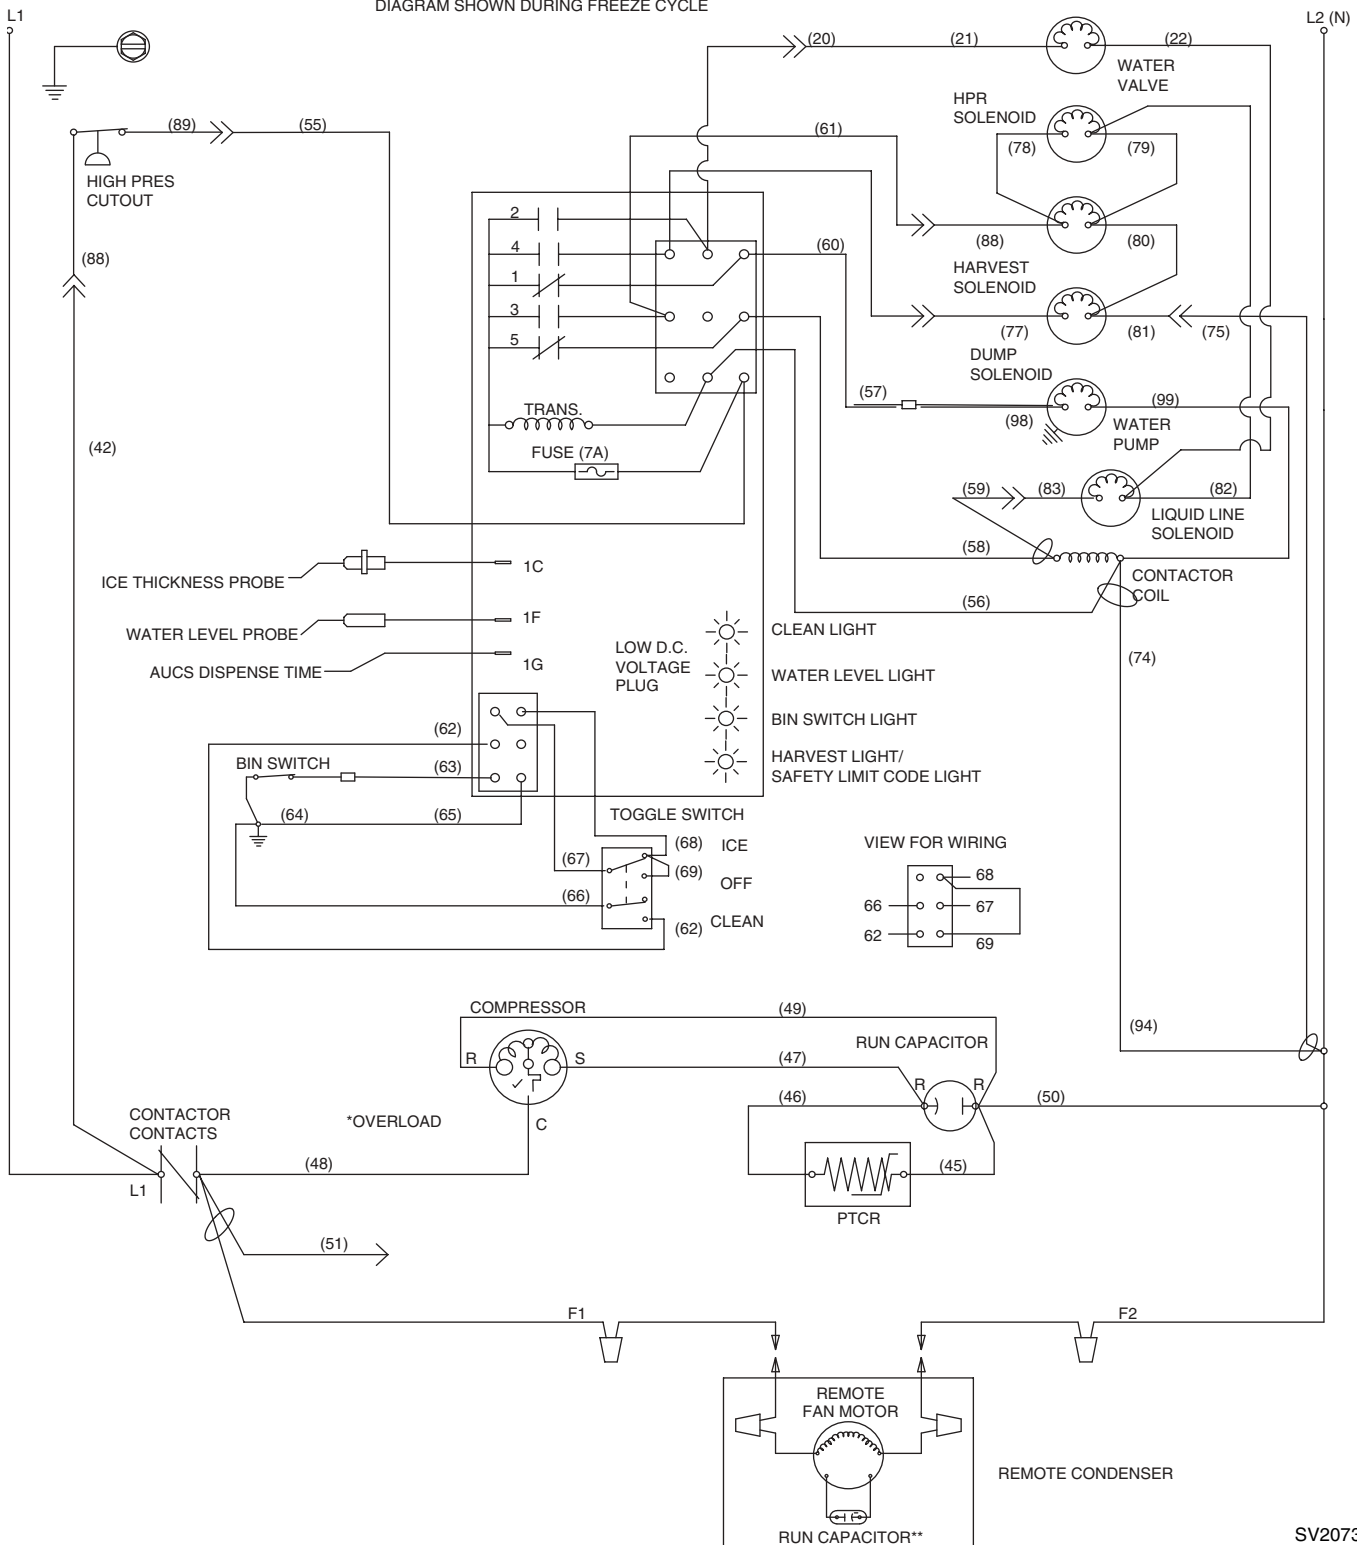 DIAGRAM SHOWN DURING FREEZE CYCLE
L1
L2 (N)
(20)
(21)
(22)
WATER
VALVE
HPR
SOLENOID
(89)
(55)
(61)
(78)
(79)
HIGH PRES
CUTOUT
2
4
1
3
5
(60)
(88)
(80)
HARVEST
SOLENOID
(88)
(77)
(81)
(75)
DUMP
SOLENOID
TRANS.
(57)
(98)
(99)
WATER
PUMP
(42)
FUSE (7A)
(59)
(83)
(82)
LIQUID LINE
SOLENOID
(58)
CONTACTOR
COIL
ICE THICKNESS PROBE
1C
(56)
WATER LEVEL PROBE
1F
AUCS DISPENSE TIME
1G
LOW D.C.
VOLTAGE
PLUG
CLEAN LIGHT
WATER LEVEL LIGHT
BIN SWITCH LIGHT
HARVEST LIGHT/
SAFETY LIMIT CODE LIGHT
(74)
(62)
BIN SWITCH
(63)
(64)
(65)
TOGGLE SWITCH
(68)
ICE
(67)
(69)
OFF
(66)
(62)
CLEAN
VIEW FOR WIRING
68
66
67
62
69
COMPRESSOR
(49)
(94)
RUN CAPACITOR
R
S
(47)
R
R
(46)
(50)
CONTACTOR
CONTACTS
*OVERLOAD
C
(48)
(45)
L1
PTCR
(51)
F1
F2
REMOTE
FAN MOTOR
REMOTE CONDENSER
RUN CAPACITOR**
SV2073